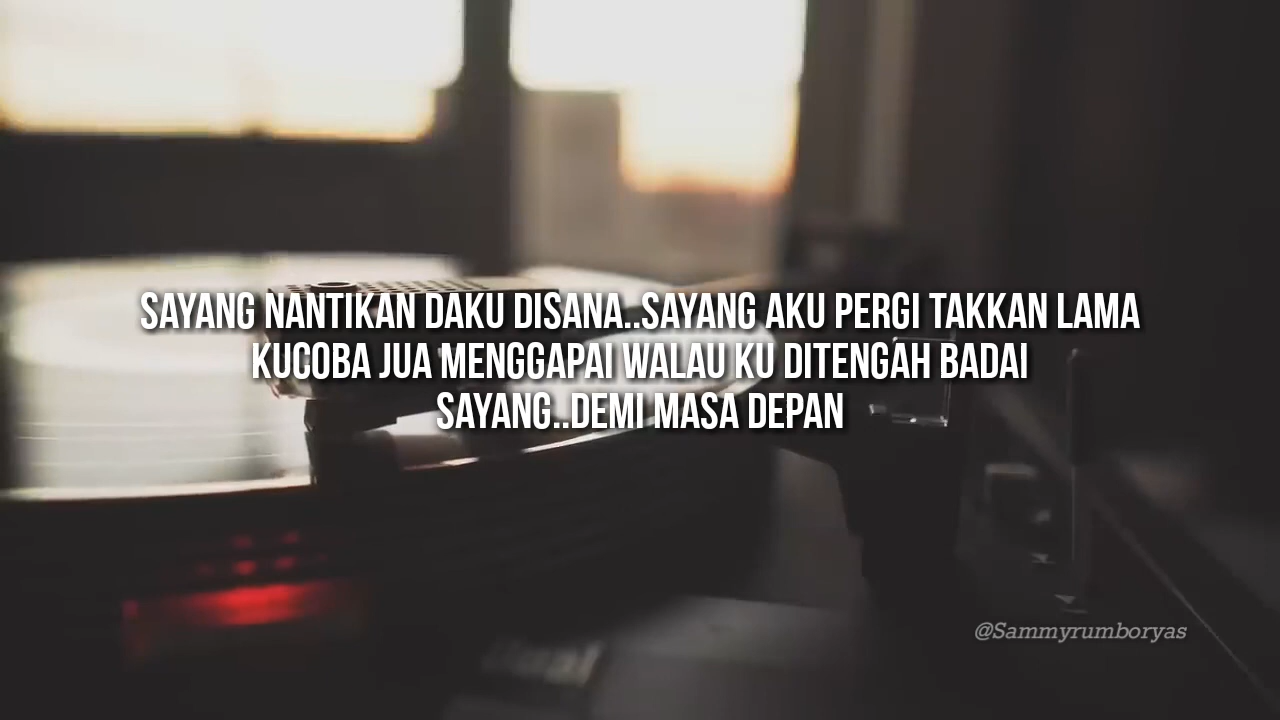 SAYANG NANTIKAN DAKU DISANA..SAYANG AKU PERGI TAKKAN LAMA
KUCOBA JUA MENGGAPAI WALAU KU DITENGAH BADAI
SAYANG..DEMI MASA DEPAN
@Sammyrumboryas